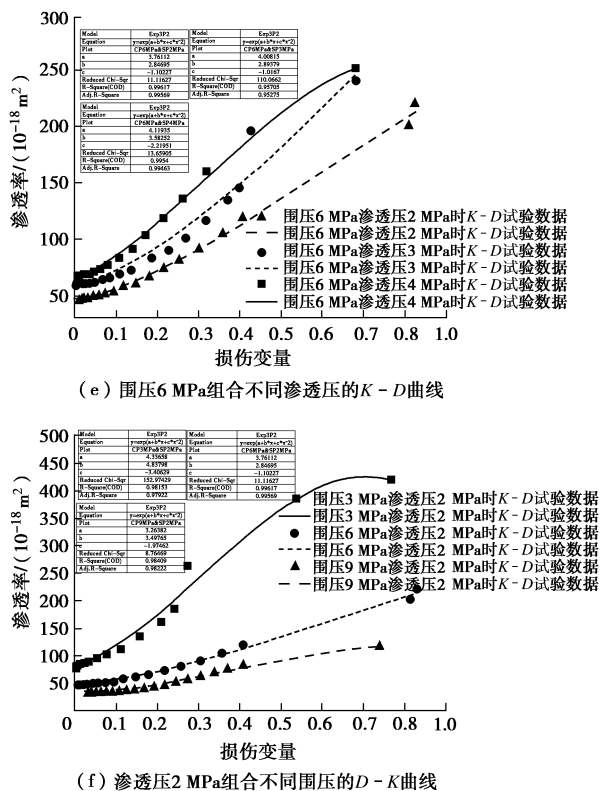 300
250
200
150
100
50
渗透率/(10⁻¹⁸m²)
Model Exp3P2
Equation y=exp(a+b*x+c*x^2)
Plot CP6MPa&SP2MPa
a 3.76112
b 2.84695
c -1.10227
Reduced Chi-Sqr 11.11627
R-Square(COD) 0.99617
Adj.R-Square 0.99569
Model Exp3P2
Equation y=exp(a+b*x+c*x^2)
Plot CP6MPa&SP3MPa
a 4.00815
b 2.89379
c -1.0167
Reduced Chi-Sqr 110.0662
R-Square(COD) 0.95705
Adj.R-Square 0.95275
Model Exp3P2
Equation y=exp(a+b*x+c*x^2)
Plot CP6MPa&SP4MPa
a 4.11935
b 3.58252
c -2.21951
Reduced Chi-Sqr 13.65905
R-Square(COD) 0.9954
Adj.R-Square 0.99463
围压6 MPa渗透压2 MPa时K-D试验数据
围压6 MPa渗透压2 MPa时K-D试验数据
围压6 MPa渗透压3 MPa时K-D试验数据
围压6 MPa渗透压3 MPa时K-D试验数据
围压6 MPa渗透压4 MPa时K-D试验数据
围压6 MPa渗透压4 MPa时K-D试验数据
0 0.1 0.2 0.3 0.4 0.5 0.6 0.7 0.8 0.9 1.0
损伤变量
(e) 围压6 MPa组合不同渗透压的K-D曲线
500
450
400
350
300
250
200
150
100
50
渗透率/(10⁻¹⁸m²)
Model Exp3P2
Equation y=exp(a+b*x+c*x^2)
Plot CP3MPa&SP2MPa
a 4.33658
b 4.83798
c -3.40629
Reduced Chi-Sqr 152.97429
R-Square(COD) 0.98153
Adj.R-Square 0.97922
Model Exp3P2
Equation y=exp(a+b*x+c*x^2)
Plot CP6MPa&SP2MPa
a 3.76112
b 2.84695
c -1.10227
Reduced Chi-Sqr 11.11627
R-Square(COD) 0.99617
Adj.R-Square 0.99569
Model Exp3P2
Equation y=exp(a+b*x+c*x^2)
Plot CP9MPa&SP2MPa
a 3.26382
b 3.49765
c -1.97462
Reduced Chi-Sqr 8.76469
R-Square(COD) 0.98409
Adj.R-Square 0.98222
围压3 MPa渗透压2 MPa时K-D试验数据
围压3 MPa渗透压2 MPa时K-D试验数据
围压6 MPa渗透压2 MPa时K-D试验数据
围压6 MPa渗透压2 MPa时K-D试验数据
围压9 MPa渗透压2 MPa时K-D试验数据
围压9 MPa渗透压2 MPa时K-D试验数据
0 0.1 0.2 0.3 0.4 0.5 0.6 0.7 0.8 0.9 1.0
损伤变量
(f) 渗透压2 MPa组合不同围压的D-K曲线